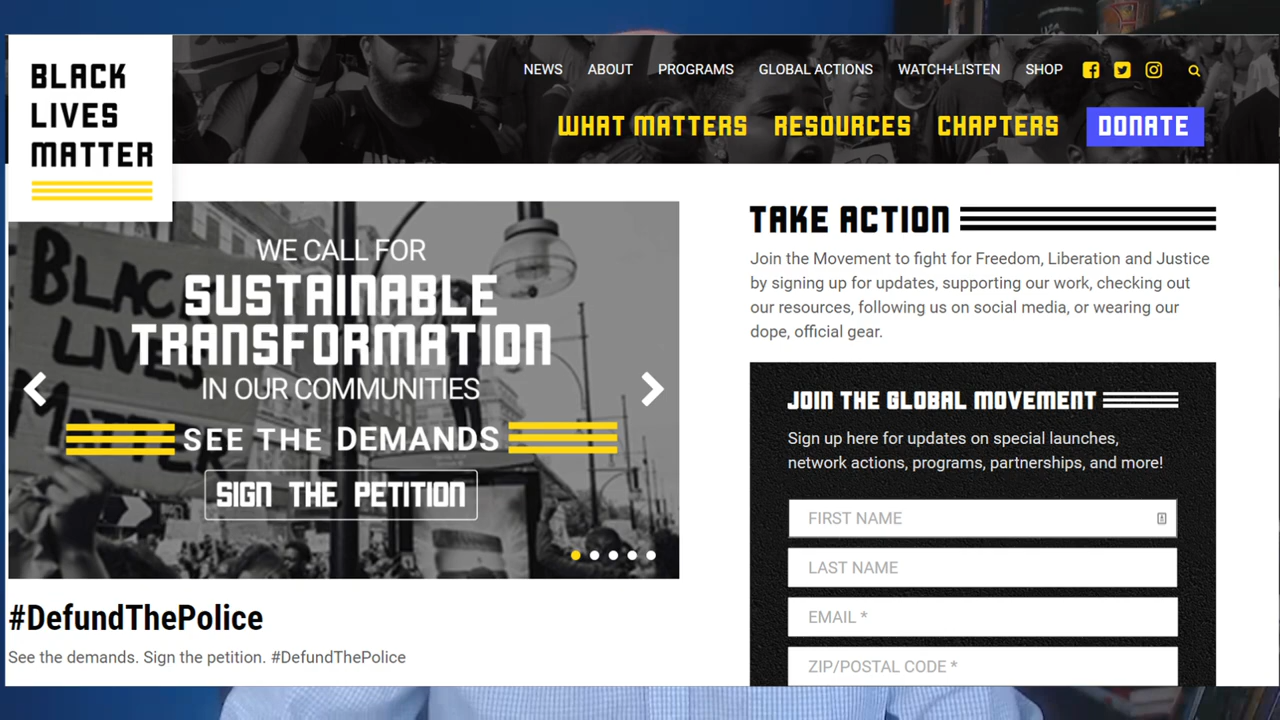 BLACK
LIVES
MATTER
NEWS ABOUT PROGRAMS GLOBAL ACTIONS WATCH+LISTEN SHOP
WHAT MATTERS RESOURCES CHAPTERS DONATE
BLACK
LIVES
MATTER
WE CALL FOR
SUSTAINABLE
TRANSFORMATION
IN OUR COMMUNITIES
SEE THE DEMANDS
SIGN THE PETITION
#DefundThePolice
See the demands. Sign the petition. #DefundThePolice
TAKE ACTION
Join the Movement to fight for Freedom, Liberation and Justice
by signing up for updates, supporting our work, checking out
our resources, following us on social media, or wearing our
dope, official gear.
JOIN THE GLOBAL MOVEMENT
Sign up here for updates on special launches,
network actions, programs, partnerships, and more!
FIRST NAME
LAST NAME
EMAIL *
ZIP/POSTAL CODE *